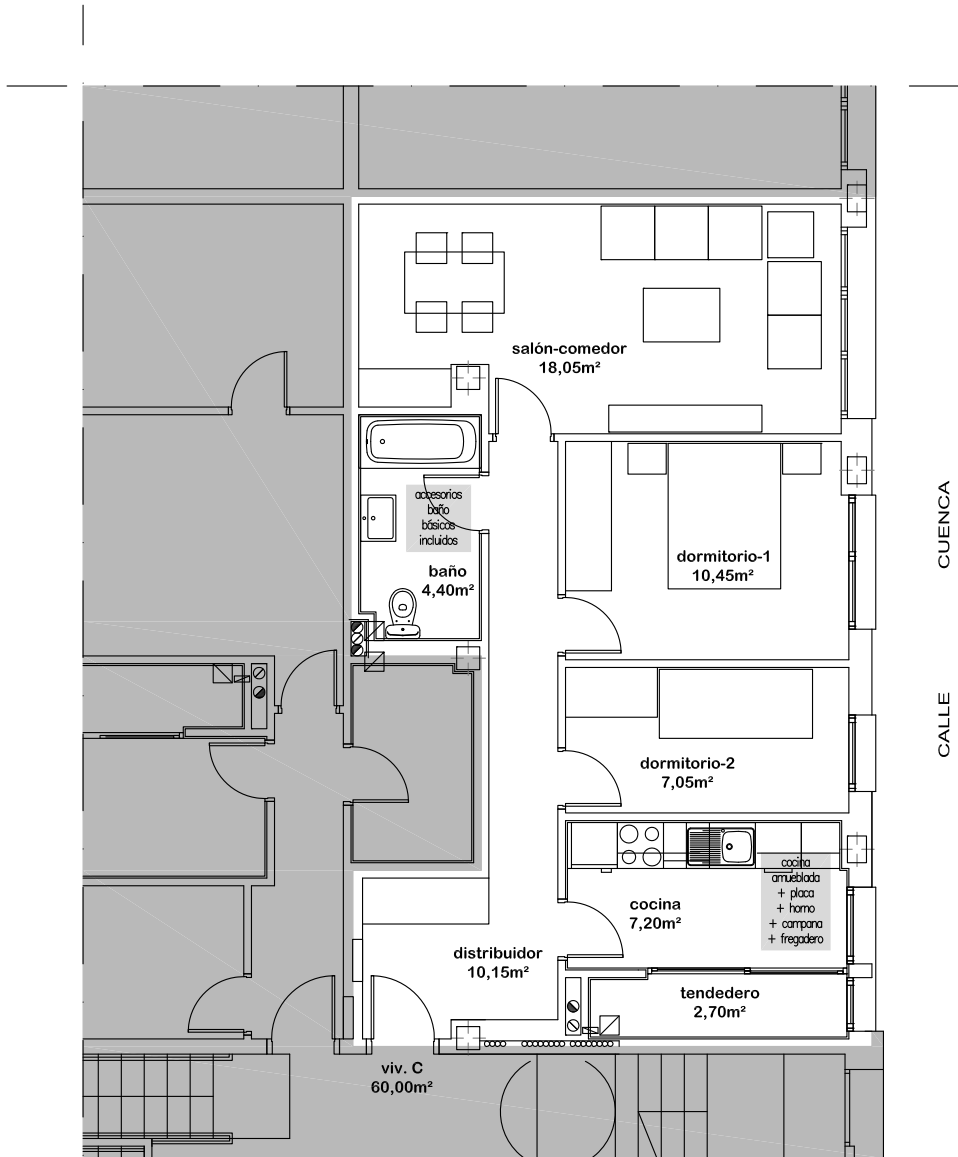 salón-comedor
18,05m²
accesorios
baño
básicos
incluidos
baño
4,40m²
dormitorio-1
10,45m²
CUENCA
CALLE
dormitorio-2
7,05m²
cocina
amueblada
+ placa
+ horno
+ campana
+ fregadero
cocina
7,20m²
distribuidor
10,15m²
tendedero
2,70m²
viv. C
60,00m²